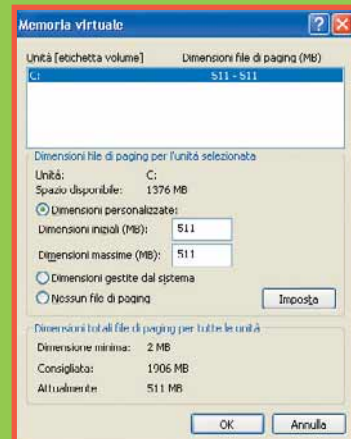 Memoria virtuale
Unità [etichetta volume] Dimensioni file di paging (MB)
C: 511 - 511
Dimensioni file di paging per l'unità selezionata
Unità: C:
Spazio disponibile: 1376 MB
Dimensioni personalizzate:
Dimensioni iniziali (MB): 511
Dimensioni massime (MB): 511
Dimensioni gestite dal sistema
Nessun file di paging
Imposta
Dimensioni totali file di paging per tutte le unità
Dimensione minima: 2 MB
Consigliata: 1906 MB
Attualmente 511 MB
OK Annulla